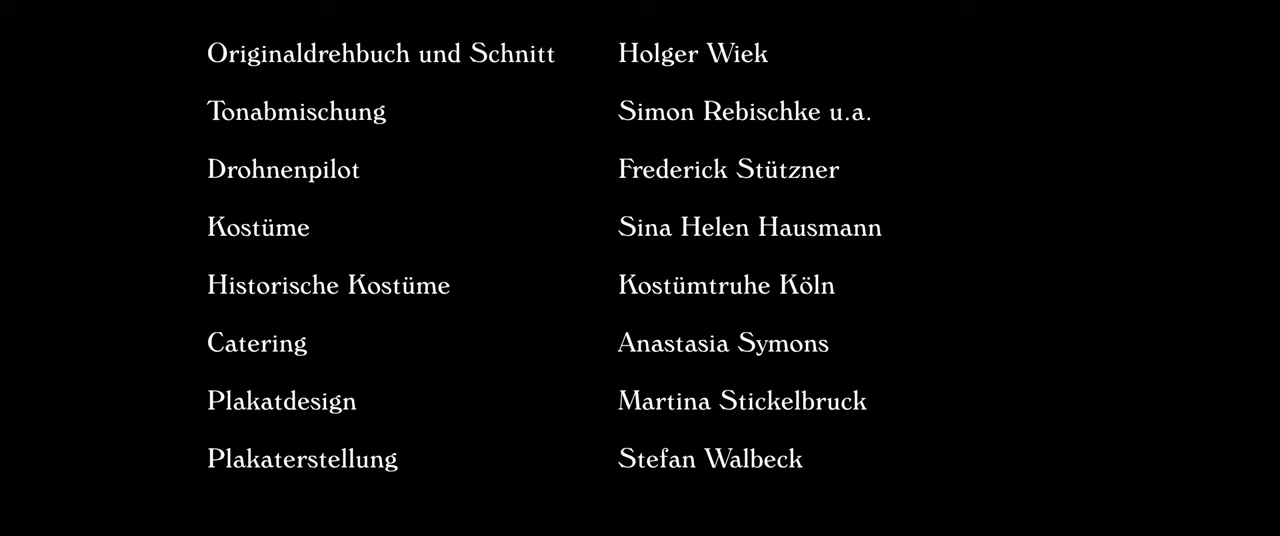 Originaldrehbuch und Schnitt Holger Wiek
Tonabmischung Simon Rebischke u.a.
Drohnenpilot Frederick Stützner
Kostüme Sina Helen Hausmann
Historische Kostüme Kostümtruhe Köln
Catering Anastasia Symons
Plakatdesign Martina Stickelbruck
Plakaterstellung Stefan Walbeck